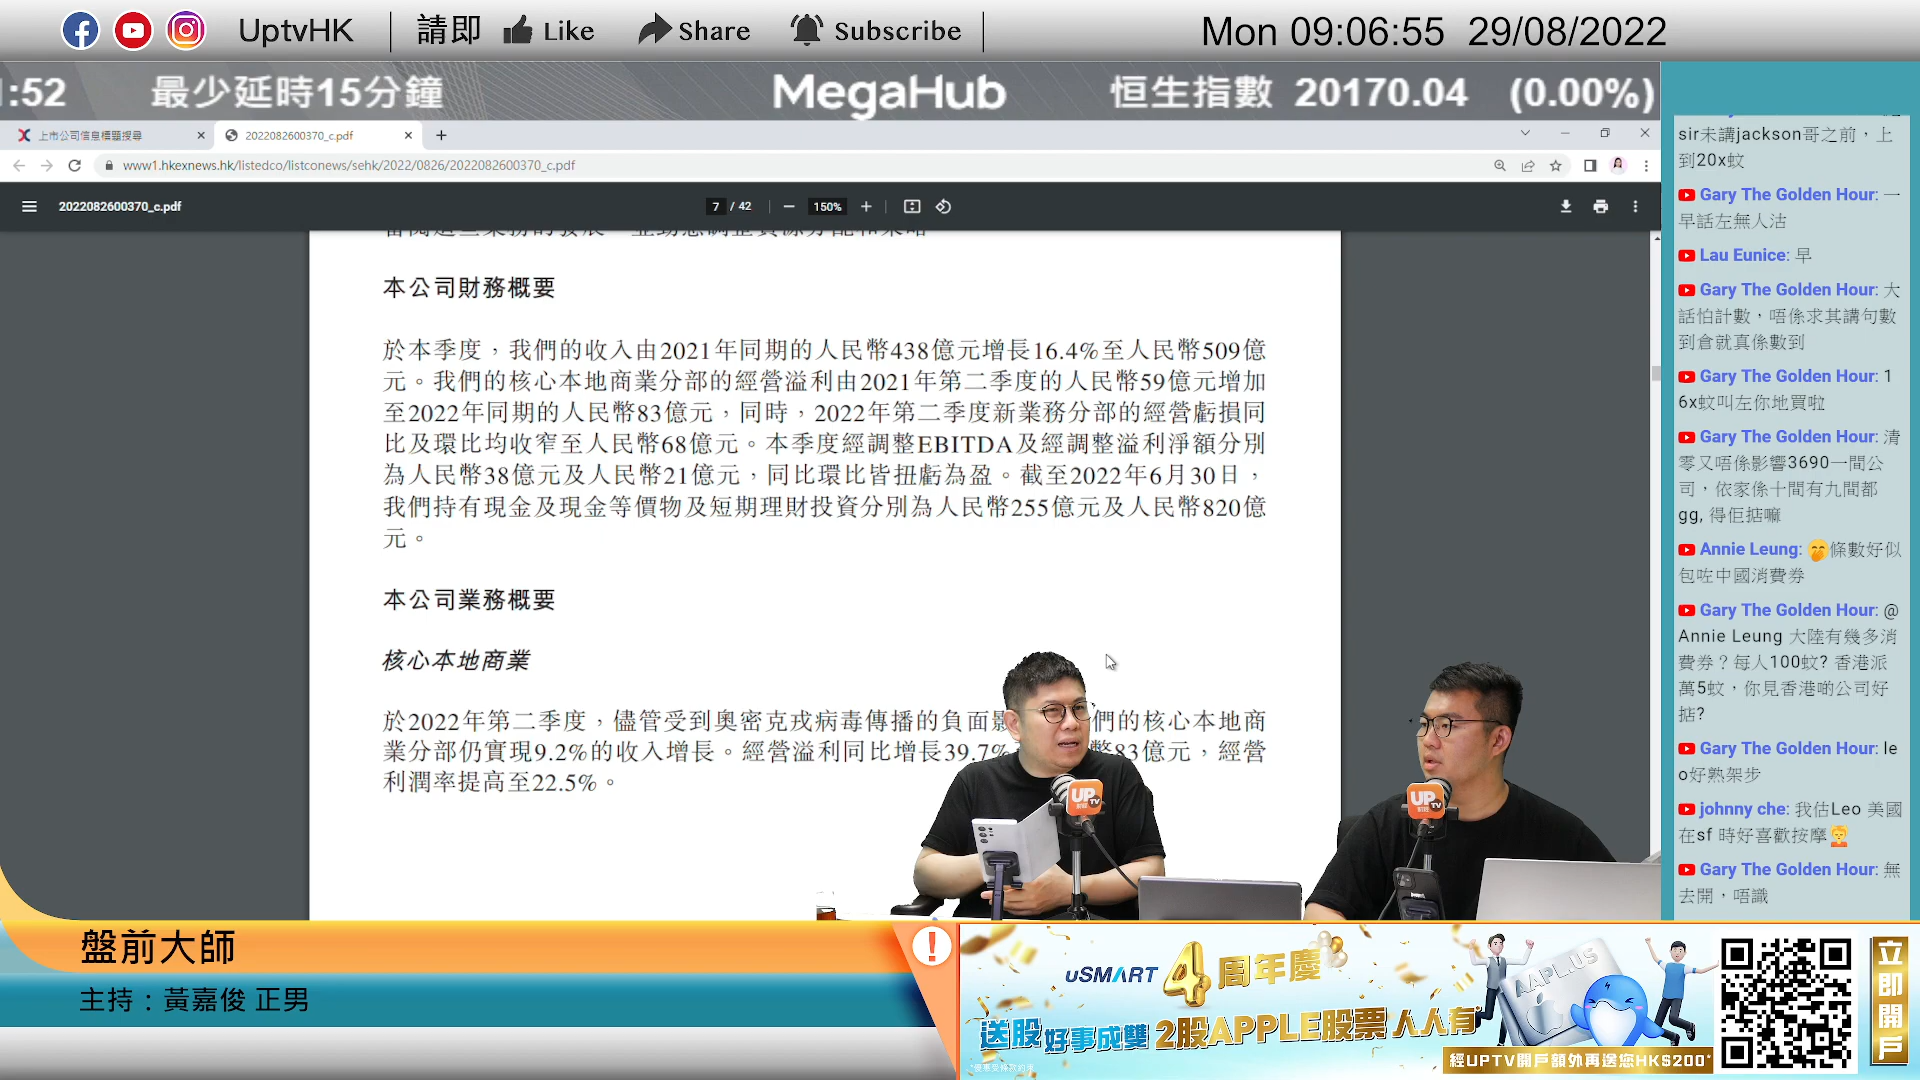 UptvHK 請即 Like Share Subscribe Mon 09:06:55 29/08/2022
:52 最少延時15分鐘 MegaHub 恒生指數 20170.04 (0.00%)
上市公司信息標題搜尋 2022082600370_c.pdf
www1.hkexnews.hk/listedco/listconews/sehk/2022/0826/2022082600370_c.pdf
2022082600370_c.pdf 7 / 42 150%
本公司財務概要
於本季度，我們的收入由2021年同期的人民幣438億元增長16.4%至人民幣509億
元。我們的核心本地商業分部的經營溢利由2021年第二季度的人民幣59億元增加
至2022年同期的人民幣83億元，同時，2022年第二季度新業務分部的經營虧損同
比及環比均收窄至人民幣68億元。本季度經調整EBITDA及經調整溢利淨額分別
為人民幣38億元及人民幣21億元，同比環比皆扭虧為盈。截至2022年6月30日，
我們持有現金及現金等價物及短期理財投資分別為人民幣255億元及人民幣820億
元。
本公司業務概要
核心本地商業
於2022年第二季度，儘管受到奧密克戎病毒傳播的負面影 們的核心本地商
業分部仍實現9.2%的收入增長。經營溢利同比增長39.7% 幣83億元，經營
利潤率提高至22.5%。
sir未講jackson哥之前，上
到20x蚊
Gary The Golden Hour: 一
早話左無人沽
Lau Eunice: 早
Gary The Golden Hour: 大
話怕計數，唔係求其講句數
到會就真係數到
Gary The Golden Hour: 1
6x蚊叫左你地買啦
Gary The Golden Hour: 清
零又唔係影響3690一間公
司，依家係十間有九間都
gg, 得佢掂嘛
Annie Leung: 🤭條數好似
包咗中國消費券
Gary The Golden Hour: @
Annie Leung 大陸有幾多消
費券？每人100蚊? 香港派
萬5蚊，你見香港啲公司好
掂?
Gary The Golden Hour: le
o好熟架步
johnny che: 我估Leo 美國
在sf 時好喜歡按摩💆
Gary The Golden Hour: 無
去開，唔識
UP TV
UP TV
盤前大師
主持：黃嘉俊 正男
uSMART 4周年慶
送股好事成雙 2股APPLE股票人人有*
AAPL.US
經UPTV開戶額外再送您HK$200*
立即開戶